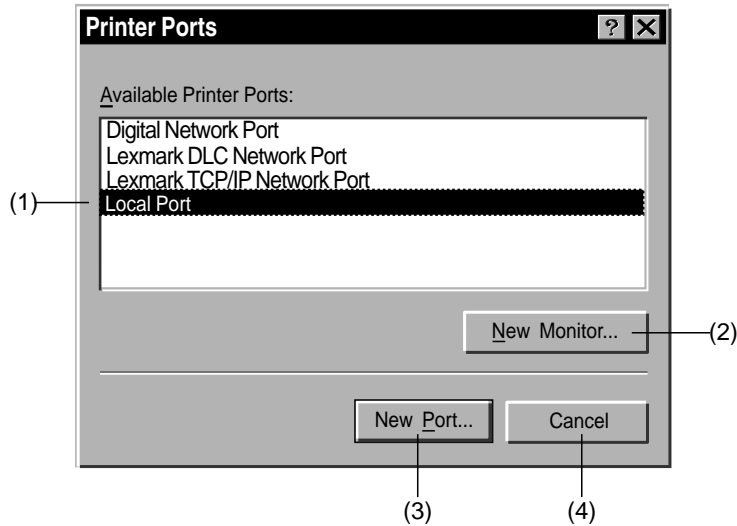 Printer Ports
?
Available Printer Ports:
Digital Network Port
Lexmark DLC Network Port
Lexmark TCP/IP Network Port
(1)
Local Port
New Monitor...
(2)
New Port...
Cancel
(3)
(4)